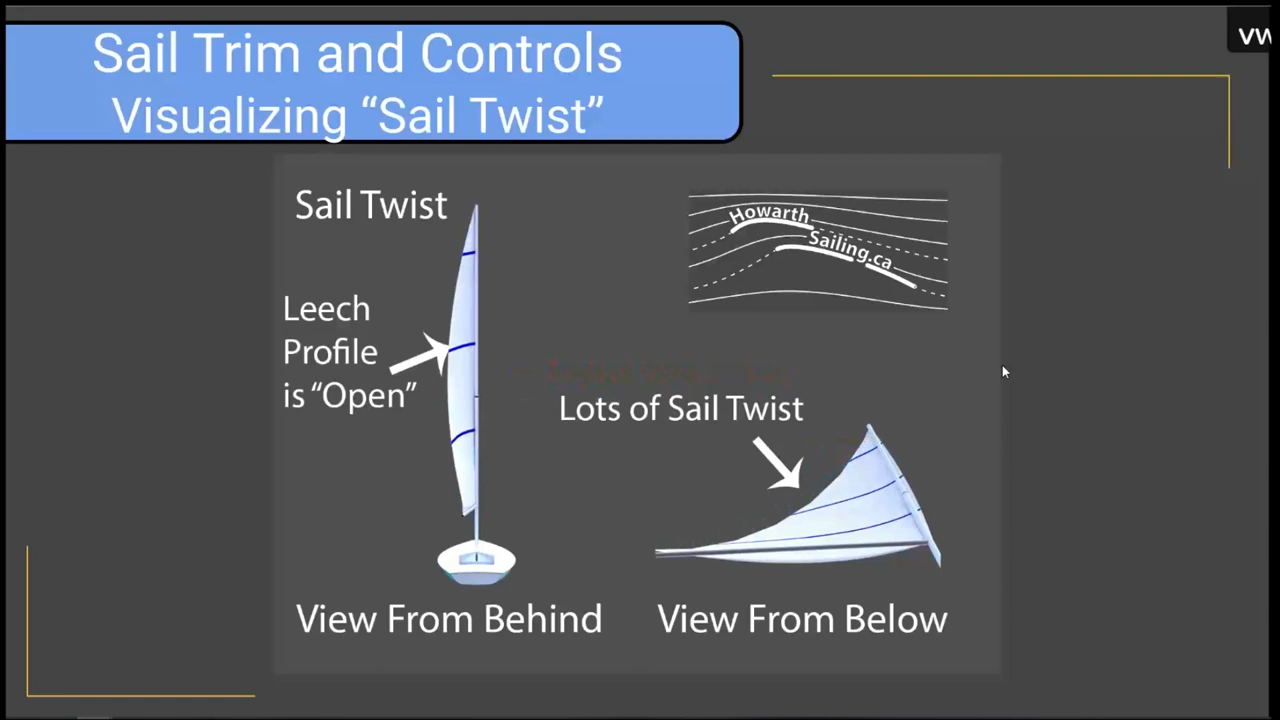 Sail Trim and Controls
Visualizing “Sail Twist”
VW
Sail Twist
Howarth
Sailing.ca
Leech
Profile
is “Open”
Lots of Sail Twist
View From Behind
View From Below